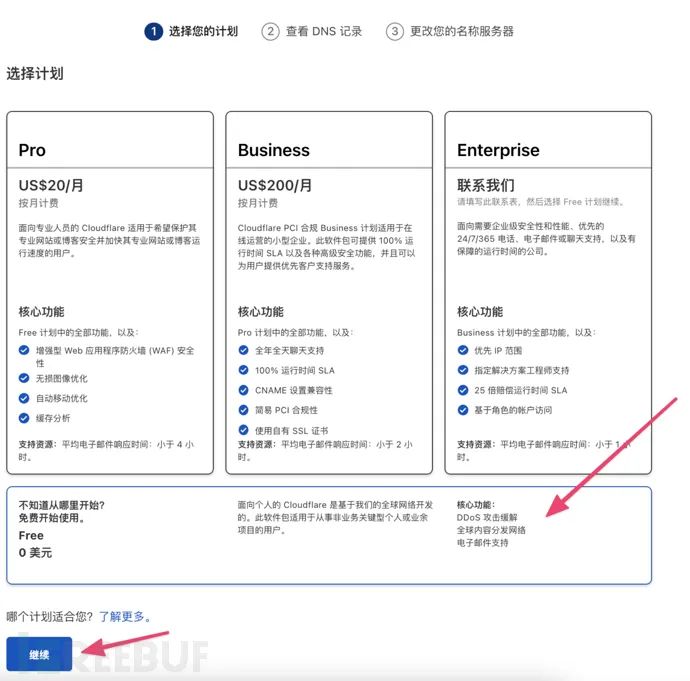 1 选择您的计划 2 查看 DNS 记录 3 更改您的名称服务器
选择计划
Pro
US$20/月
按月计费
面向专业人员的 Cloudflare 适用于希望保护其
专业网站或博客安全并加快其专业网站或博客运
行速度的用户。
核心功能
Free 计划中的全部功能，以及:
增强型 Web 应用程序防火墙 (WAF) 安全
性
无损图像优化
自动移动优化
缓存分析
支持资源：平均电子邮件响应时间：小于 4 小
时。
Business
US$200/月
按月计费
Cloudflare PCI 合规 Business 计划适用于在
线运营的小型企业。此软件包可提供 100% 运
行时间 SLA 以及各种高级安全功能，并且可以
为用户提供优先客户支持服务。
核心功能
Pro 计划中的全部功能，以及:
全年全天聊天支持
100% 运行时间 SLA
CNAME 设置兼容性
简易 PCI 合规性
使用自有 SSL 证书
支持资源：平均电子邮件响应时间：小于 2 小
时。
Enterprise
联系我们
请填写此联系表，然后选择 Free 计划继续。
面向需要企业级安全性和性能、优先的
24/7/365 电话、电子邮件或聊天支持，以及有
保障的运行时间的公司。
核心功能
Business 计划中的全部功能，以及:
优先 IP 范围
指定解决方案工程师支持
25 倍赔偿运行时间 SLA
基于角色的帐户访问
支持资源：平均电子邮件响应时间：小于 1 小
时。
不知道从哪里开始?
免费开始使用。
Free
0 美元
面向个人的 Cloudflare 是基于我们的全球网络开发
的。此软件包适用于从事非业务关键型个人或业余
项目的用户。
核心功能：
DDoS 攻击缓解
全球内容分发网络
电子邮件支持
哪个计划适合您? 了解更多。
继续
FREEBUF